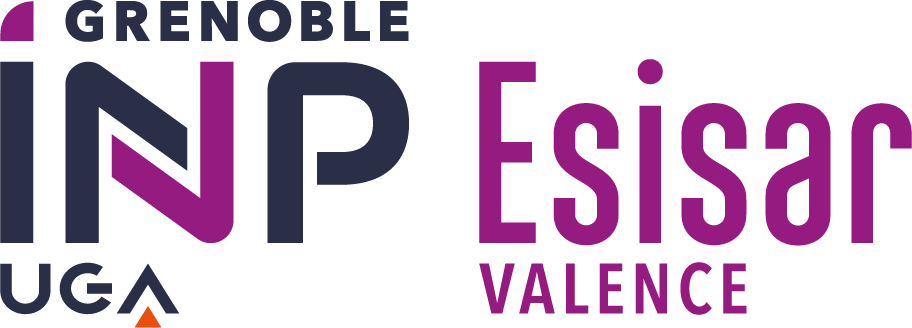 GRENOBLE
iNP
UGA
Esisar
VALENCE